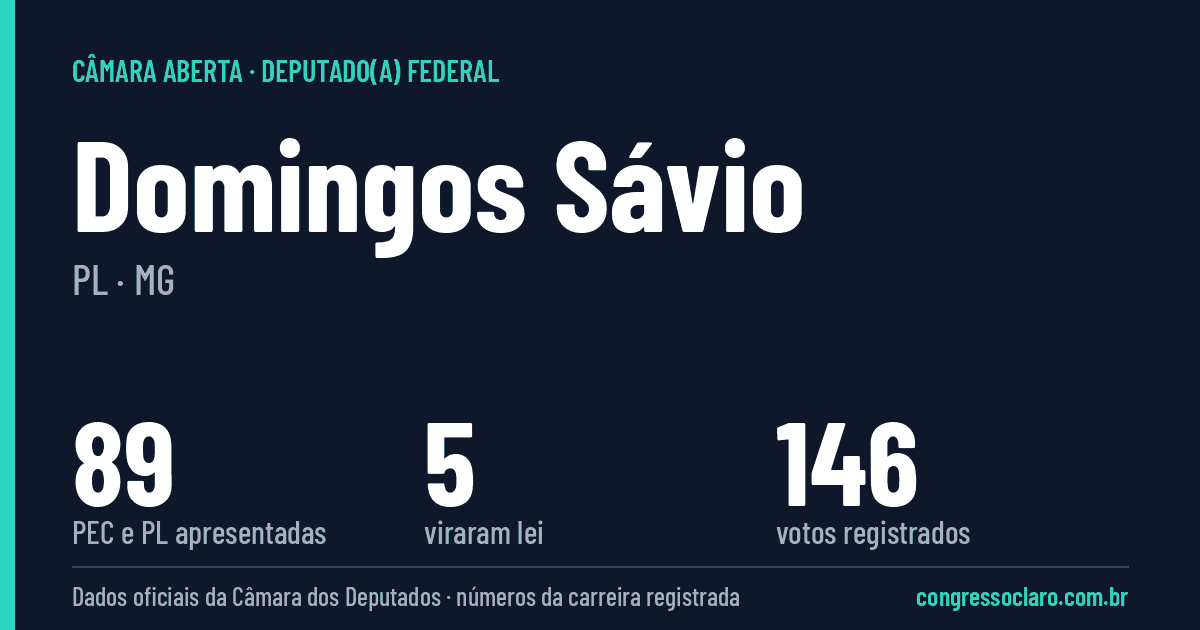 CÂMARA ABERTA · DEPUTADO(A) FEDERAL
Domingos Sávio
PL · MG
89
PEC e PL apresentadas
5
viraram lei
146
votos registrados
Dados oficiais da Câmara dos Deputados · números da carreira registrada
congressoclaro.com.br